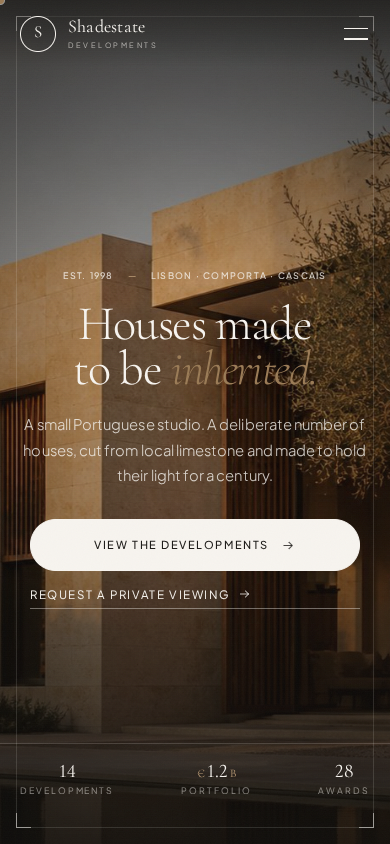 S
Shadestate
DEVELOPMENTS
EST. 1998 — LISBON · COMPORTA · CASCAIS
Houses made
to be inherited.
A small Portuguese studio. A deliberate number of
houses, cut from local limestone and made to hold
their light for a century.
VIEW THE DEVELOPMENTS →
REQUEST A PRIVATE VIEWING →
14
DEVELOPMENTS
€1.2B
PORTFOLIO
28
AWARDS